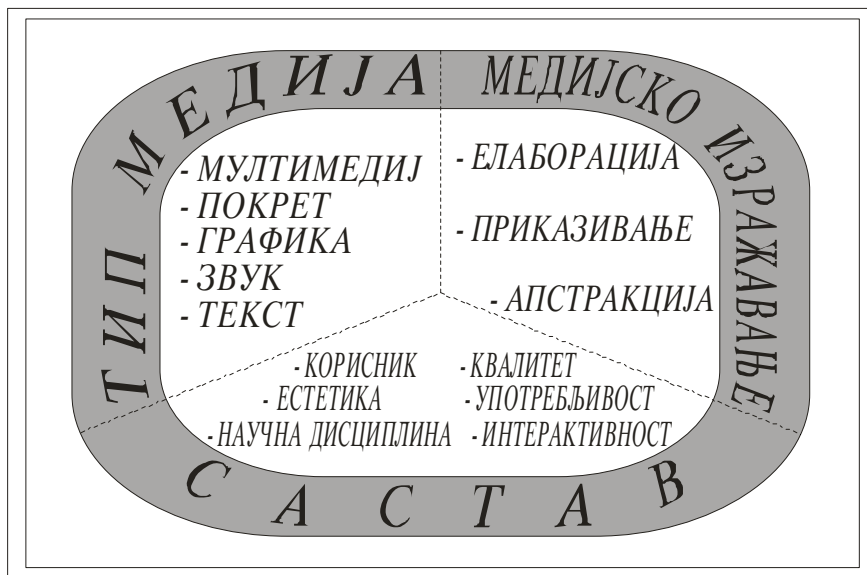 ТИП МЕДИЈА
- МУЛТИМЕДИЈ
- ПОКРЕТ
- ГРАФИКА
- ЗВУК
- ТЕКСТ
МЕДИЈСКО ИЗРАЖАВАЊЕ
- ЕЛАБОРАЦИЈА
- ПРИКАЗИВАЊЕ
- АПСТРАКЦИЈА
- КОРИСНИК
- ЕСТЕТИКА
- НАУЧНА ДИСЦИПЛИНА
- КВАЛИТЕТ
- УПОТРЕБЉИВОСТ
- ИНТЕРАКТИВНОСТ
САСТАВ